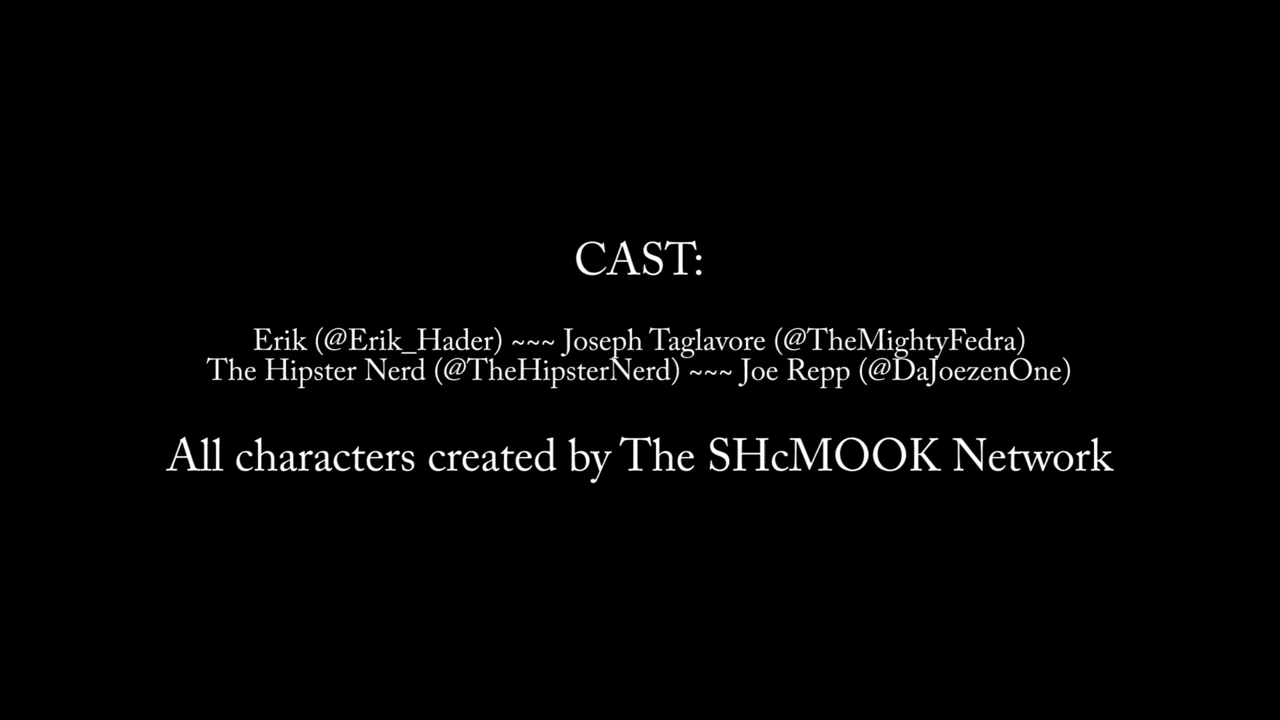 CAST:
Erik (@Erik_Hader) ~~~ Joseph Taglavore (@TheMightyFedra)
The Hipster Nerd (@TheHipsterNerd) ~~~ Joe Repp (@DaJoezenOne)
All characters created by The SHcMOOK Network